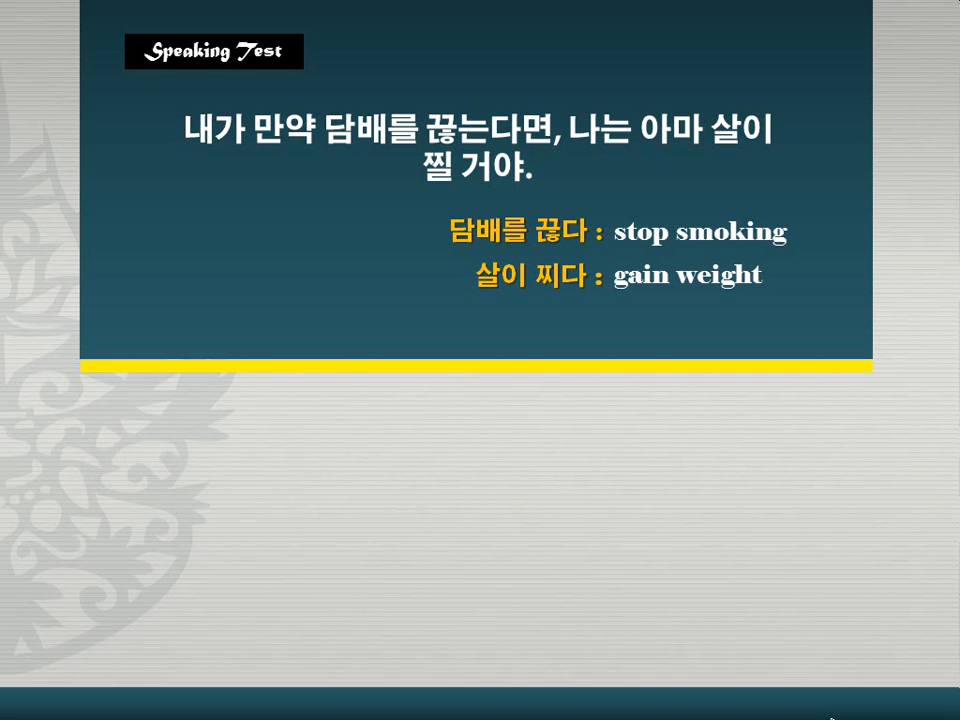 Speaking Test
내가 만약 담배를 끊는다면, 나는 아마 살이
찔 거야.
담배를 끊다 : stop smoking
살이 찌다 : gain weight